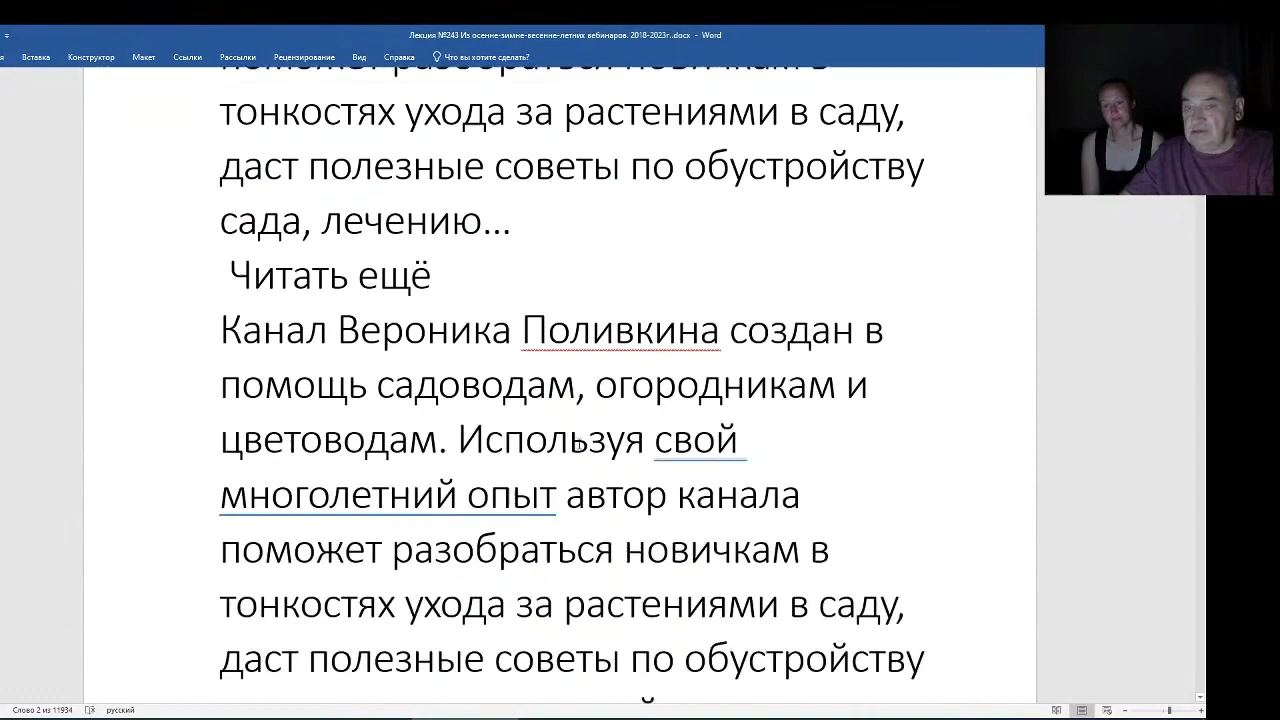 Лекция №243 Из осенне-зимне-весенне-летних вебинаров. 2018-2023г..docx - Word
Вставка Конструктор Макет Ссылки Рассылки Рецензирование Вид Справка Что вы хотите сделать?
поможет разобраться новичкам в
тонкостях ухода за растениями в саду,
даст полезные советы по обустройству
сада, лечению...
Читать ещё
Канал Вероника Поливкина создан в
помощь садоводам, огородникам и
цветоводам. Используя свой
многолетний опыт автор канала
поможет разобраться новичкам в
тонкостях ухода за растениями в саду,
даст полезные советы по обустройству
Слово 2 из 11934 русский